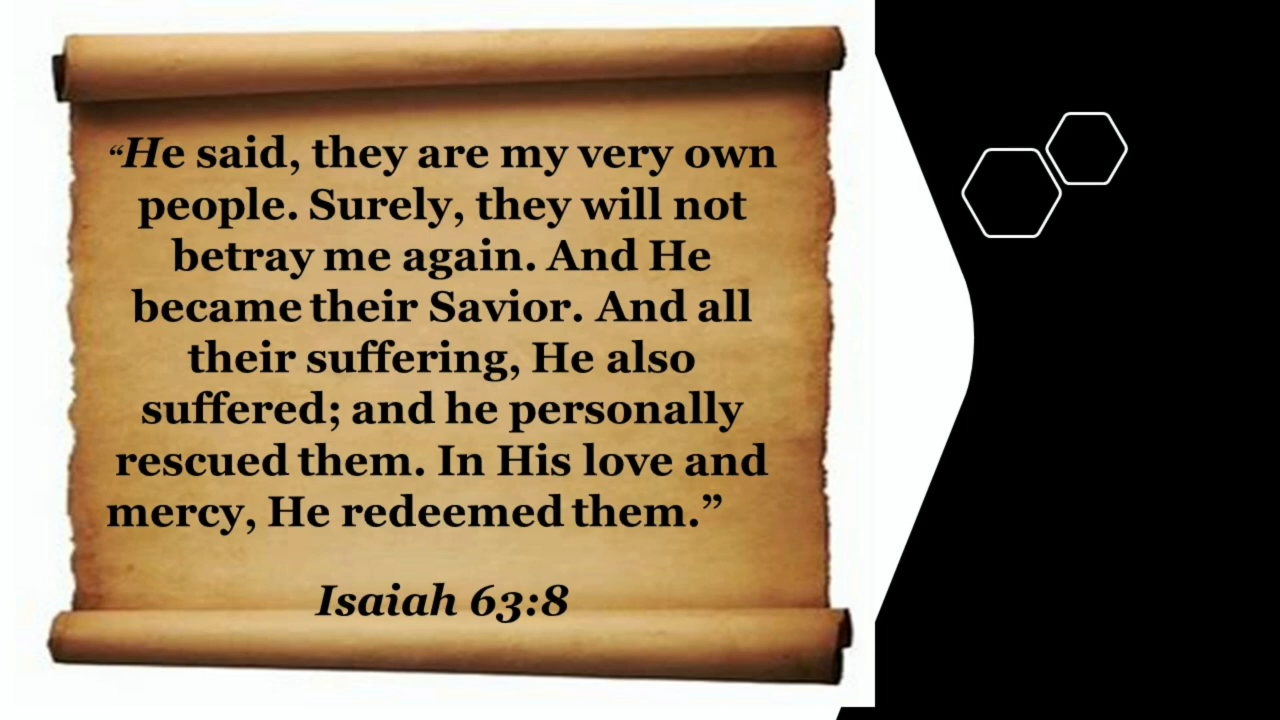 “He said, they are my very own
people. Surely, they will not
betray me again. And He
became their Savior. And all
their suffering, He also
suffered; and he personally
rescued them. In His love and
mercy, He redeemed them.”
Isaiah 63:8